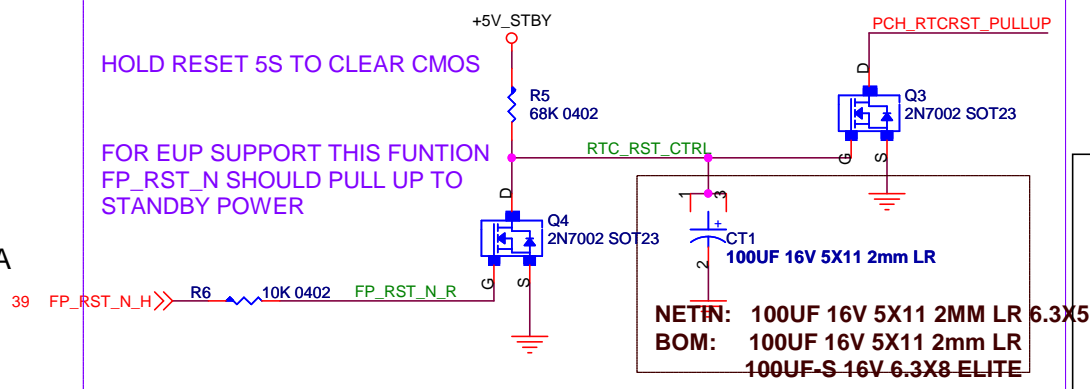 +5V_STBY
PCH_RTCRST_PULLUP
HOLD RESET 5S TO CLEAR CMOS
D
R5
68K 0402
Q3
2N7002 SOT23
FOR EUP SUPPORT THIS FUNTION
FP_RST_N SHOULD PULL UP TO
STANDBY POWER
RTC_RST_CTRL
G
S
D
1
3
Q4
2N7002 SOT23
+
CT1
100UF 16V 5X11 2mm LR
2
A
G
S
39
FP_RST_N_H
R6
10K 0402
FP_RST_N_R
NETIN: 100UF 16V 5X11 2MM LR 6.3X5
BOM: 100UF 16V 5X11 2mm LR
100UF-S 16V 6.3X8 ELITE